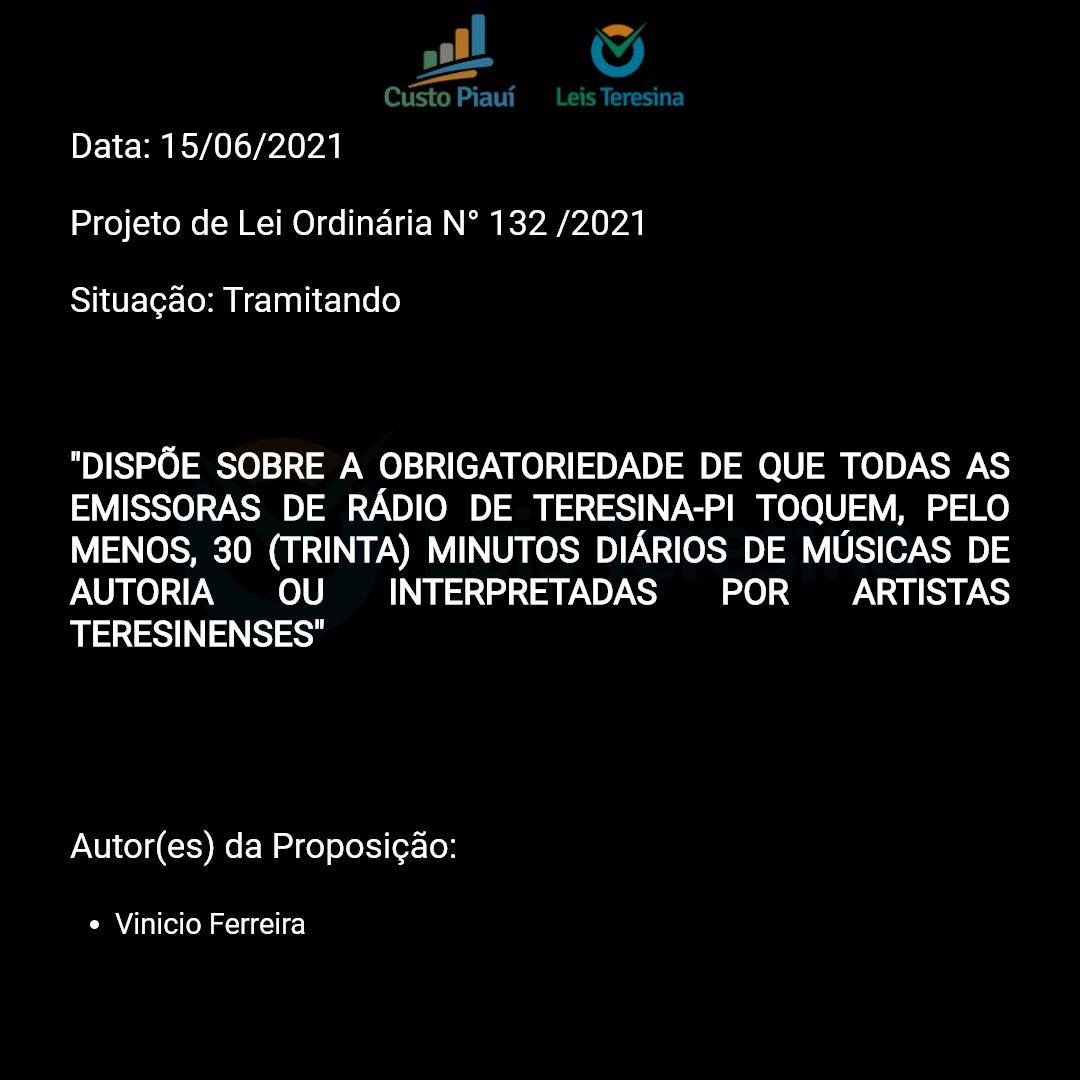 Custo Piauí Leis Teresina
Data: 15/06/2021
Projeto de Lei Ordinária N° 132 /2021
Situação: Tramitando
"DISPÕE SOBRE A OBRIGATORIEDADE DE QUE TODAS AS
EMISSORAS DE RÁDIO DE TERESINA-PI TOQUEM, PELO
MENOS, 30 (TRINTA) MINUTOS DIÁRIOS DE MÚSICAS DE
AUTORIA OU INTERPRETADAS POR ARTISTAS
TERESINENSES"
Autor(es) da Proposição:
• Vinicio Ferreira